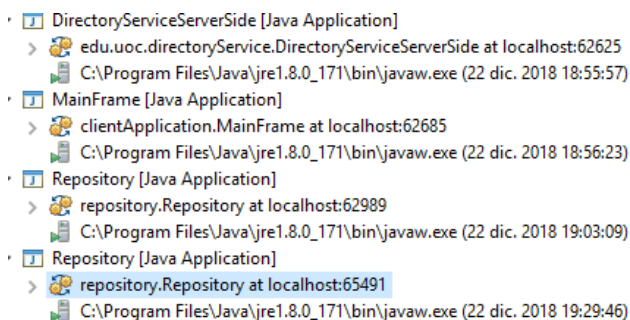 DirectoryServiceServerSide [Java Application]
edu.uoc.directoryService.DirectoryServiceServerSide at localhost:62625
C:\Program Files\Java\jre1.8.0_171\bin\javaw.exe (22 dic. 2018 18:55:57)
MainFrame [Java Application]
clientApplication.MainFrame at localhost:62685
C:\Program Files\Java\jre1.8.0_171\bin\javaw.exe (22 dic. 2018 18:56:23)
Repository [Java Application]
repository.Repository at localhost:62989
C:\Program Files\Java\jre1.8.0_171\bin\javaw.exe (22 dic. 2018 19:03:09)
Repository [Java Application]
repository.Repository at localhost:65491
C:\Program Files\Java\jre1.8.0_171\bin\javaw.exe (22 dic. 2018 19:29:46)